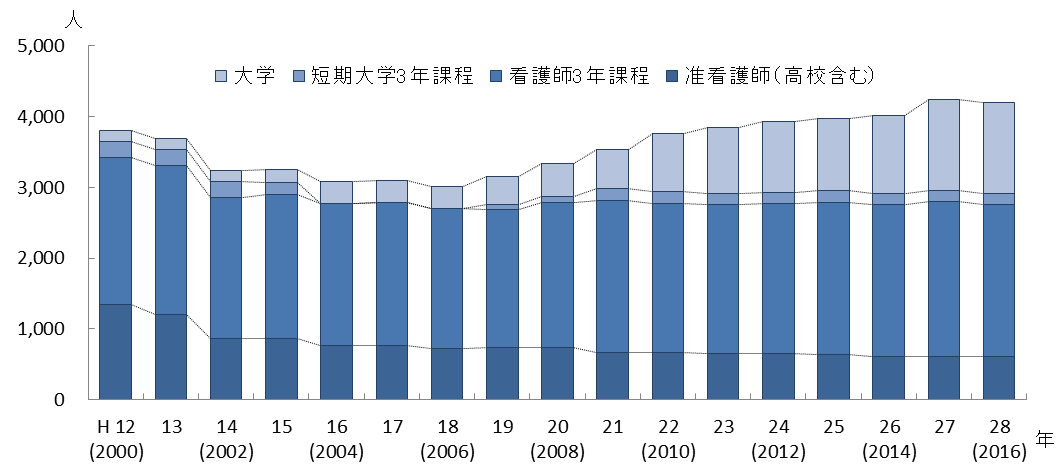 人
5,000
大学 短期大学3年課程 看護師3年課程 准看護師(高校含む)
4,000
3,000
2,000
1,000
0
H 12 13 14 15 16 17 18 19 20 21 22 23 24 25 26 27 28
(2000) (2002) (2004) (2006) (2008) (2010) (2012) (2014) (2016) 年